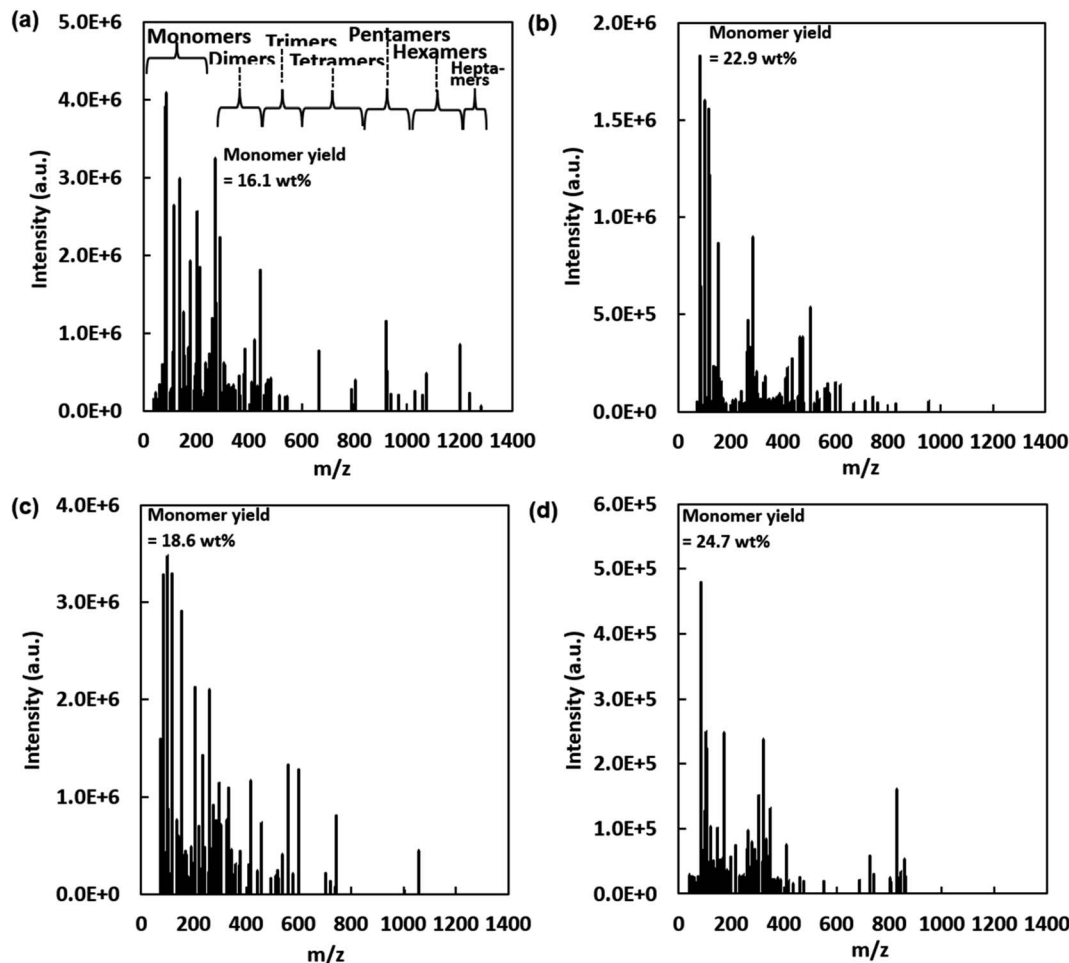 (a)
5.0E+6
4.0E+6
3.0E+6
2.0E+6
1.0E+6
0.0E+0
Intensity (a.u.)
Monomers
Dimers
Trimers
Tetramers
Pentamers
Hexamers
Hepta-
mers
Monomer yield
= 16.1 wt%
0 200 400 600 800 1000 1200 1400
m/z
(b)
2.0E+6
1.5E+6
1.0E+6
5.0E+5
0.0E+0
Intensity (a.u.)
Monomer yield
= 22.9 wt%
0 200 400 600 800 1000 1200 1400
m/z
(c)
4.0E+6
3.0E+6
2.0E+6
1.0E+6
0.0E+0
Intensity (a.u.)
Monomer yield
= 18.6 wt%
0 200 400 600 800 1000 1200 1400
m/z
(d)
6.0E+5
5.0E+5
4.0E+5
3.0E+5
2.0E+5
1.0E+5
0.0E+0
Intensity (a.u.)
Monomer yield
= 24.7 wt%
0 200 400 600 800 1000 1200 1400
m/z